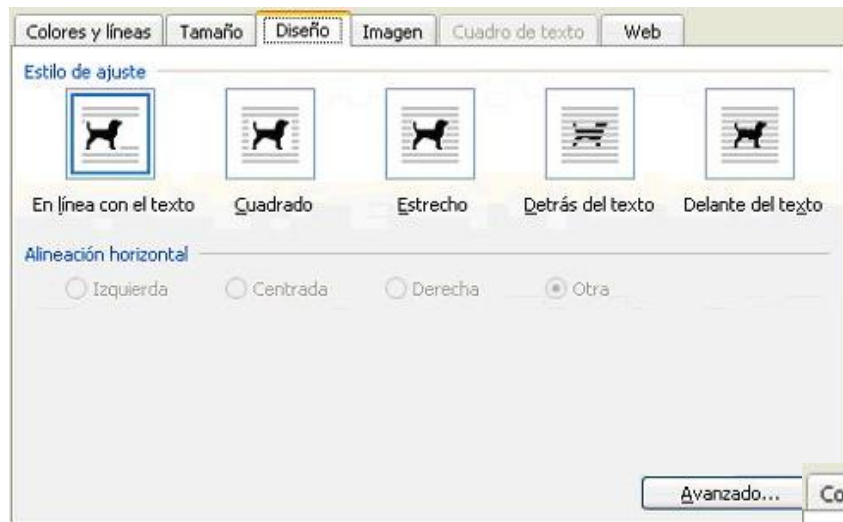 Colores y líneas Tamaño Diseño Imagen Cuadro de texto Web
Estilo de ajuste
En línea con el texto Cuadrado Estrecho Detrás del texto Delante del texto
Alineación horizontal
Izquierda Centrada Derecha Otra
Avanzado... Co